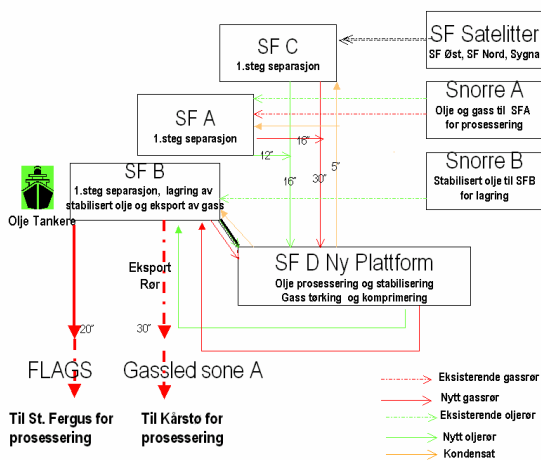 SF C
1.steg separasjon
SF Satelitter
SF Øst, SF Nord, Sygna
SF A
1.steg separasjon
Snorre A
Olje og gass til SFA
for prosessering
16”
12”
5”
16”
30”
SF B
1.steg separasjon, lagring av
stabilisert olje og eksport av gass
Snorre B
Stabilisert olje til SFB
for lagring
Olje Tankere
Eksport
Rør
SF D Ny Plattform
Olje prosessering og stabilisering
Gass tørking og komprimering
20”
30”
FLAGS
Gassled sone A
Til St. Fergus for
prosessering
Til Kårstø for
prosessering
Eksisterende gassrør
Nytt gassrør
Eksisterende oljerør
Nytt oljerør
Kondensat